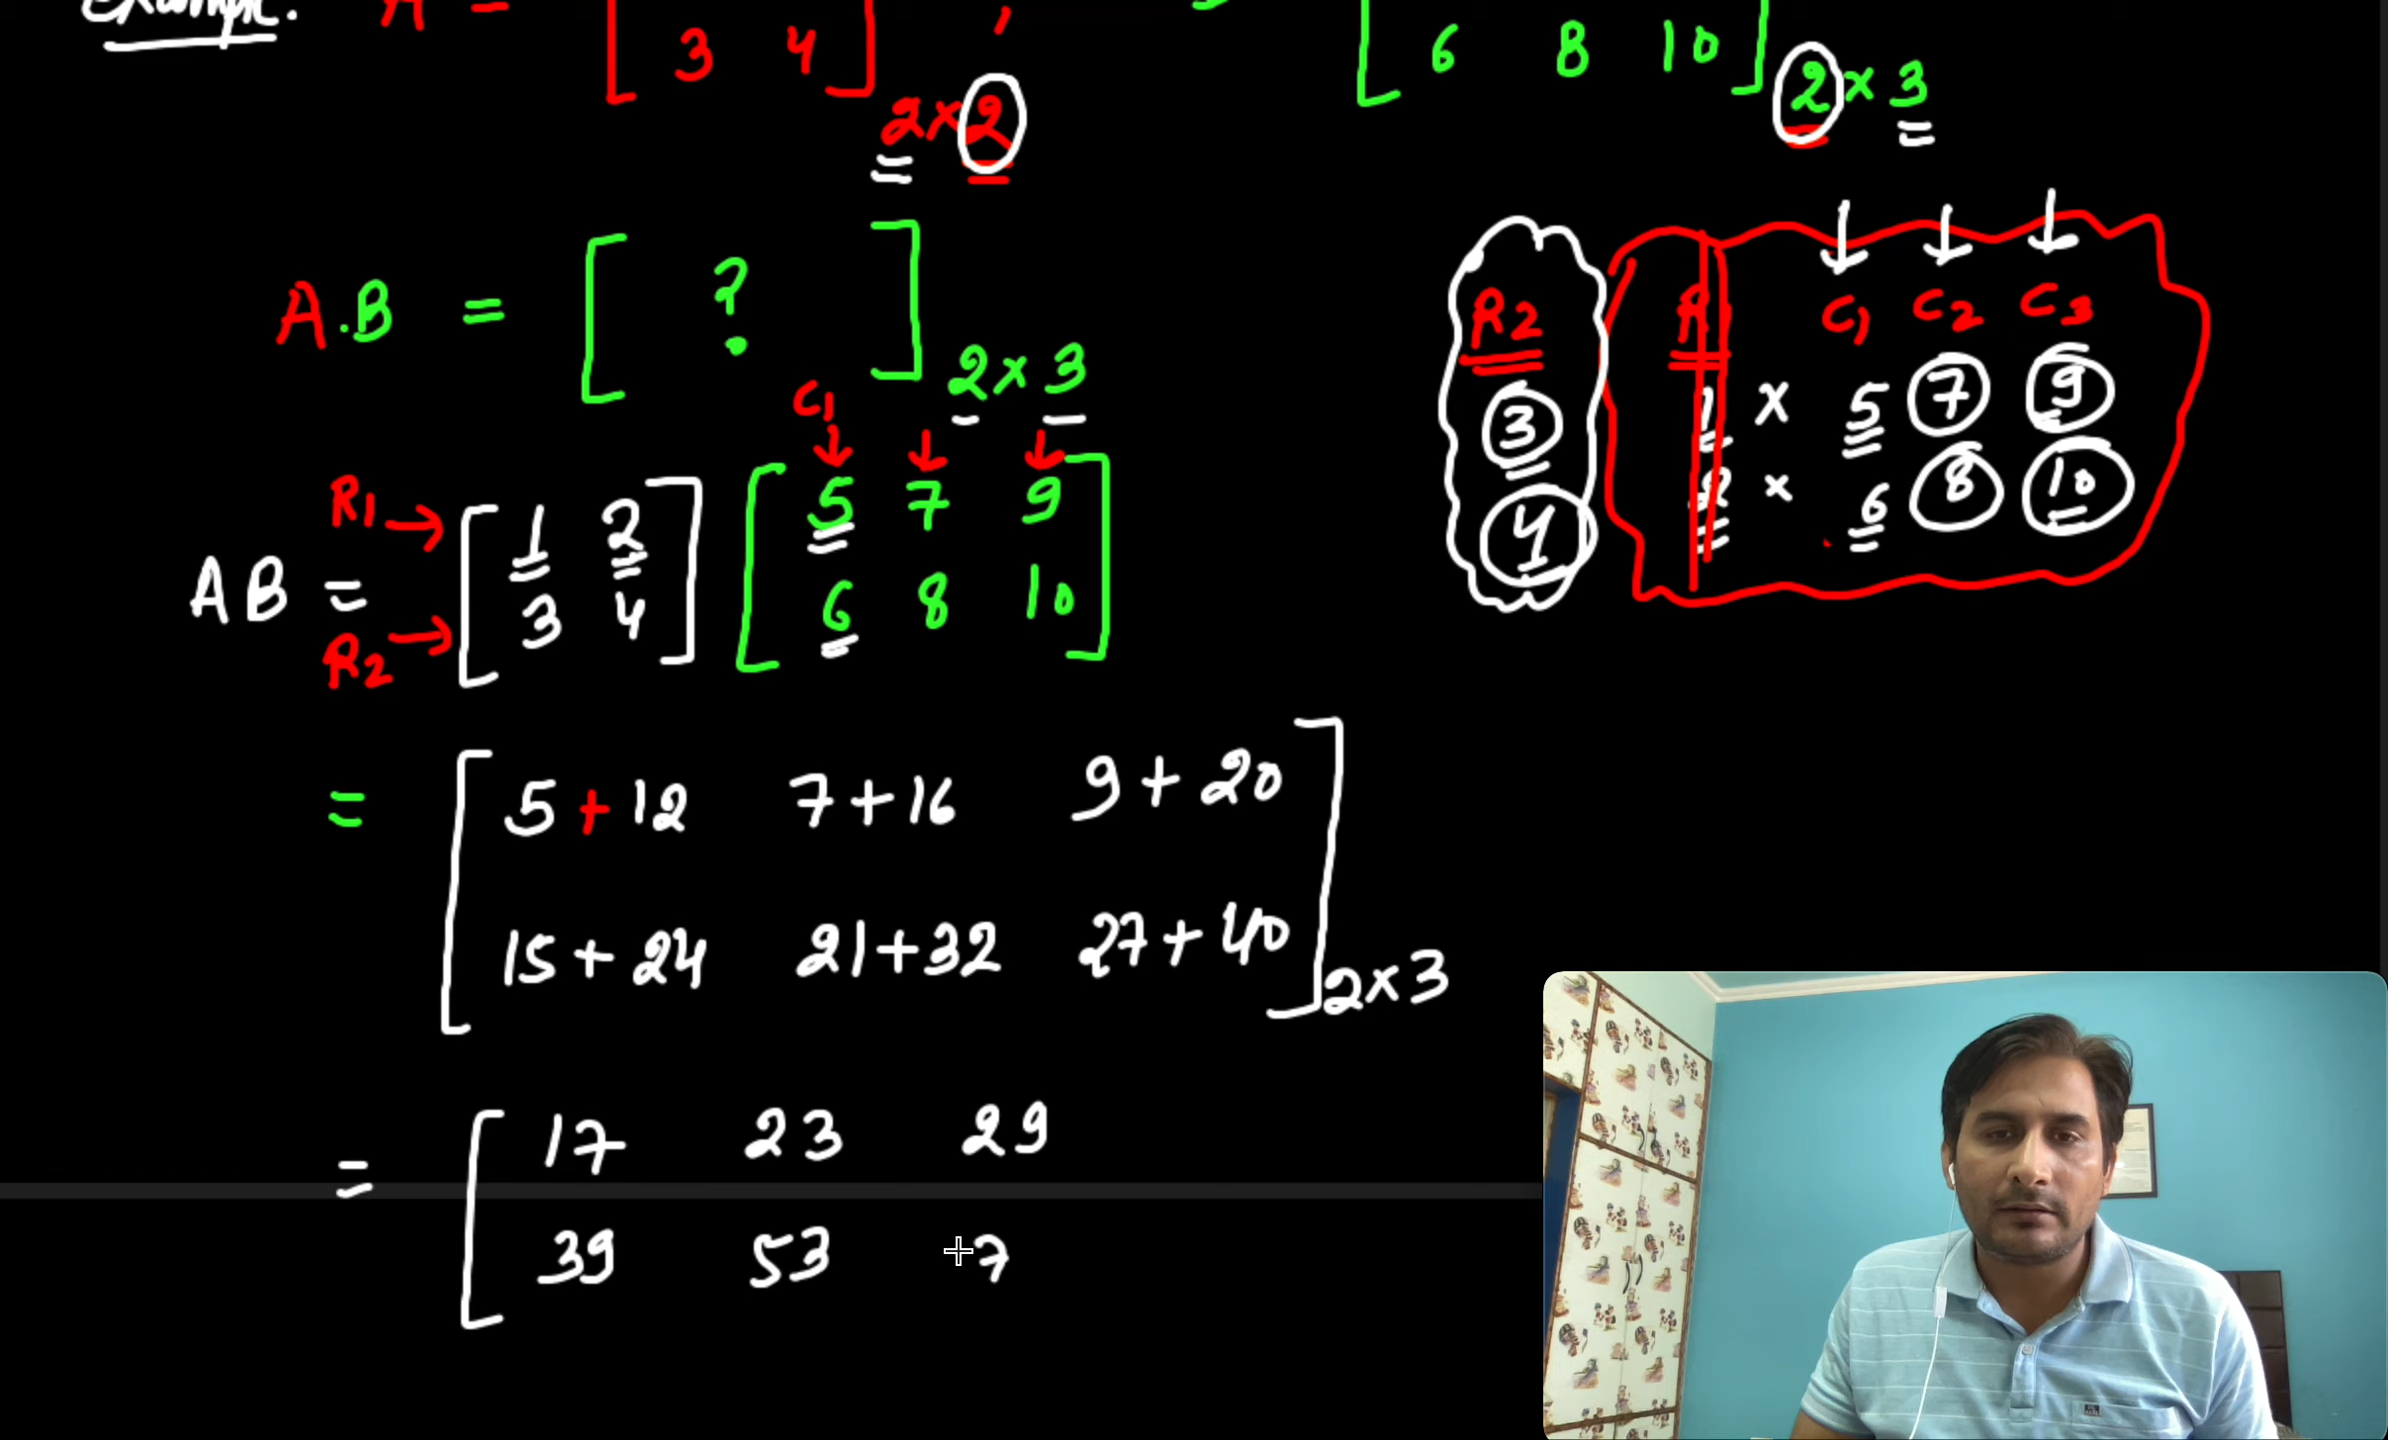 Example: A = [ 3 4 ] 2×2 , = [ 6 8 10 ] 2×3
A.B = [ ? ] 2×3
AB = [ 1 2 3 4 ] [ 5 7 9 6 8 10 ]
C1
R1 →
R2 →
R2 R C1 C2 C3
3 1 × 5 7 9
4 2 × 6 8 10
= [ 5+12 7+16 9+20
15+24 21+32 27+40 ] 2×3
= [ 17 23 29
39 53 7